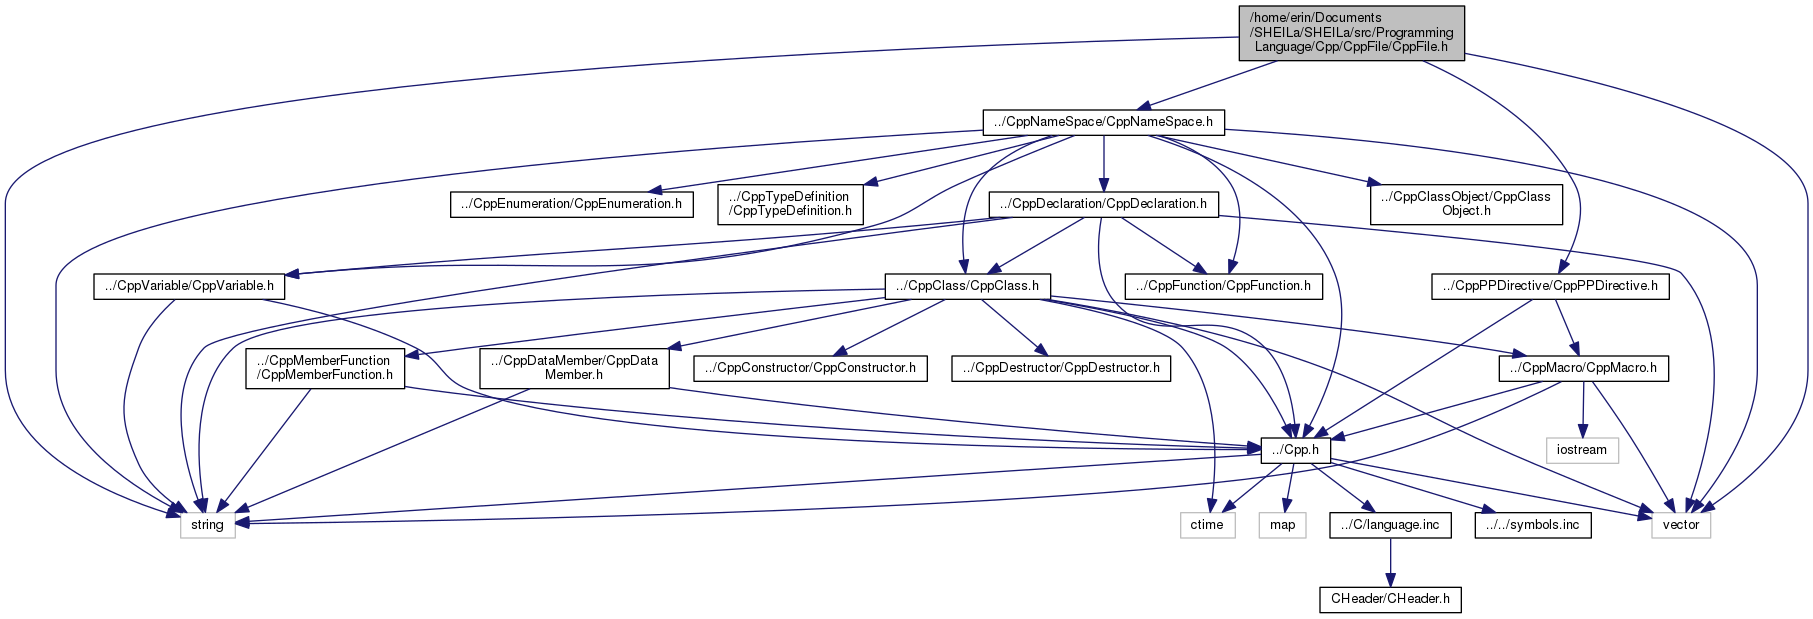 /home/erin/Documents
/SHEILa/SHEILa/src/Programming
Language/Cpp/CppFile/CppFile.h
../CppNameSpace/CppNameSpace.h
../CppEnumeration/CppEnumeration.h
../CppTypeDefinition
/CppTypeDefinition.h
../CppDeclaration/CppDeclaration.h
../CppClassObject/CppClass
Object.h
../CppVariable/CppVariable.h
../CppClass/CppClass.h
../CppFunction/CppFunction.h
../CppPPDirective/CppPPDirective.h
../CppMemberFunction
/CppMemberFunction.h
../CppDataMember/CppData
Member.h
../CppConstructor/CppConstructor.h
../CppDestructor/CppDestructor.h
../CppMacro/CppMacro.h
../Cpp.h
iostream
string
ctime
map
../C/language.inc
../../symbols.inc
vector
CHeader/CHeader.h